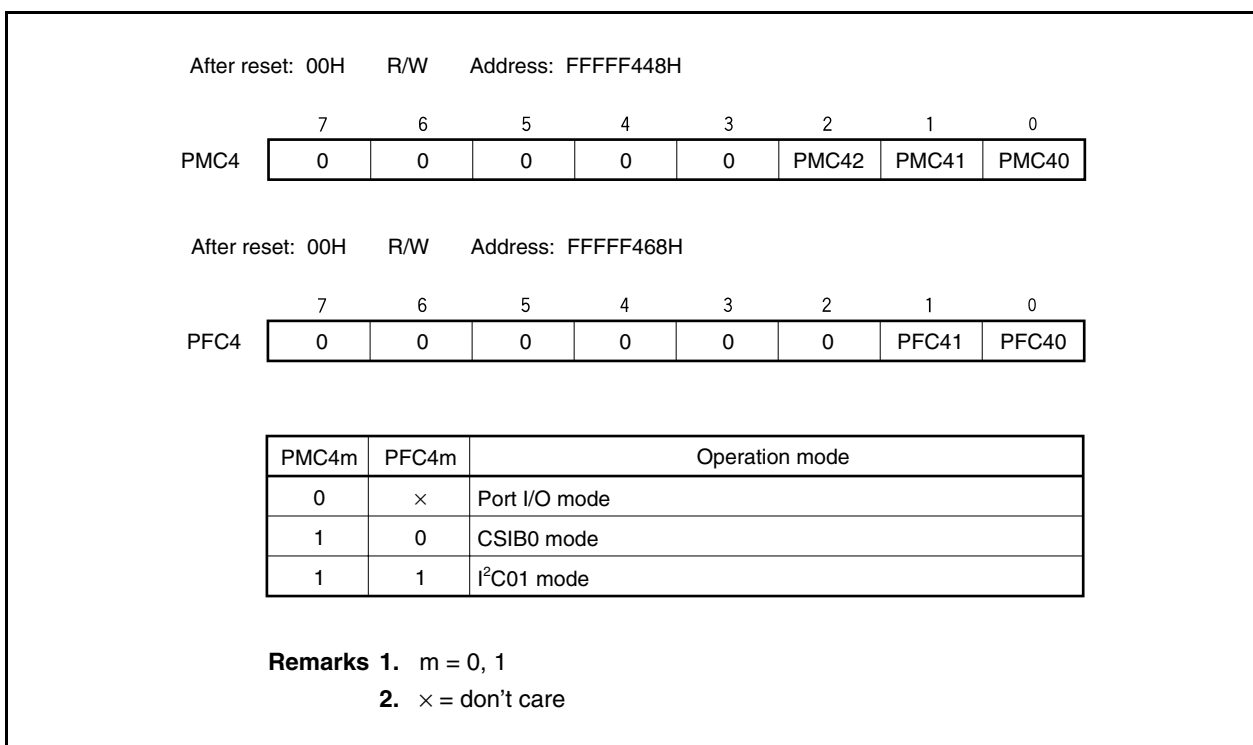 After reset: 00H R/W Address: FFFFF448H
7 6 5 4 3 2 1 0
PMC4 0 0 0 0 0 PMC42 PMC41 PMC40
After reset: 00H R/W Address: FFFFF468H
7 6 5 4 3 2 1 0
PFC4 0 0 0 0 0 0 PFC41 PFC40
PMC4m PFC4m Operation mode
0 × Port I/O mode
1 0 CSIB0 mode
1 1 I²C01 mode
Remarks 1. m = 0, 1
2. × = don't care